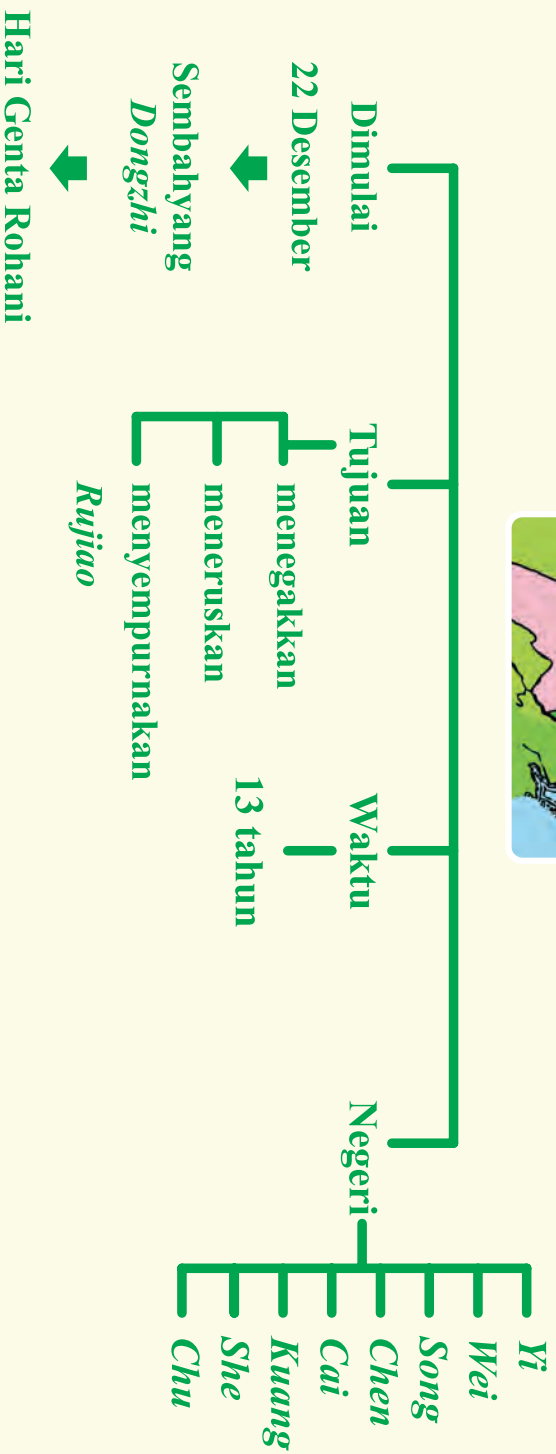 Dimulai
22 Desember
Sembahyang
Dongzhi
Hari Genta Rohani
Tujuan
menegakkan
meneruskan
menyempurnakan
Rujiao
Waktu
13 tahun
Negeri
Yi
Wei
Song
Chen
Cai
Kuang
She
Chu